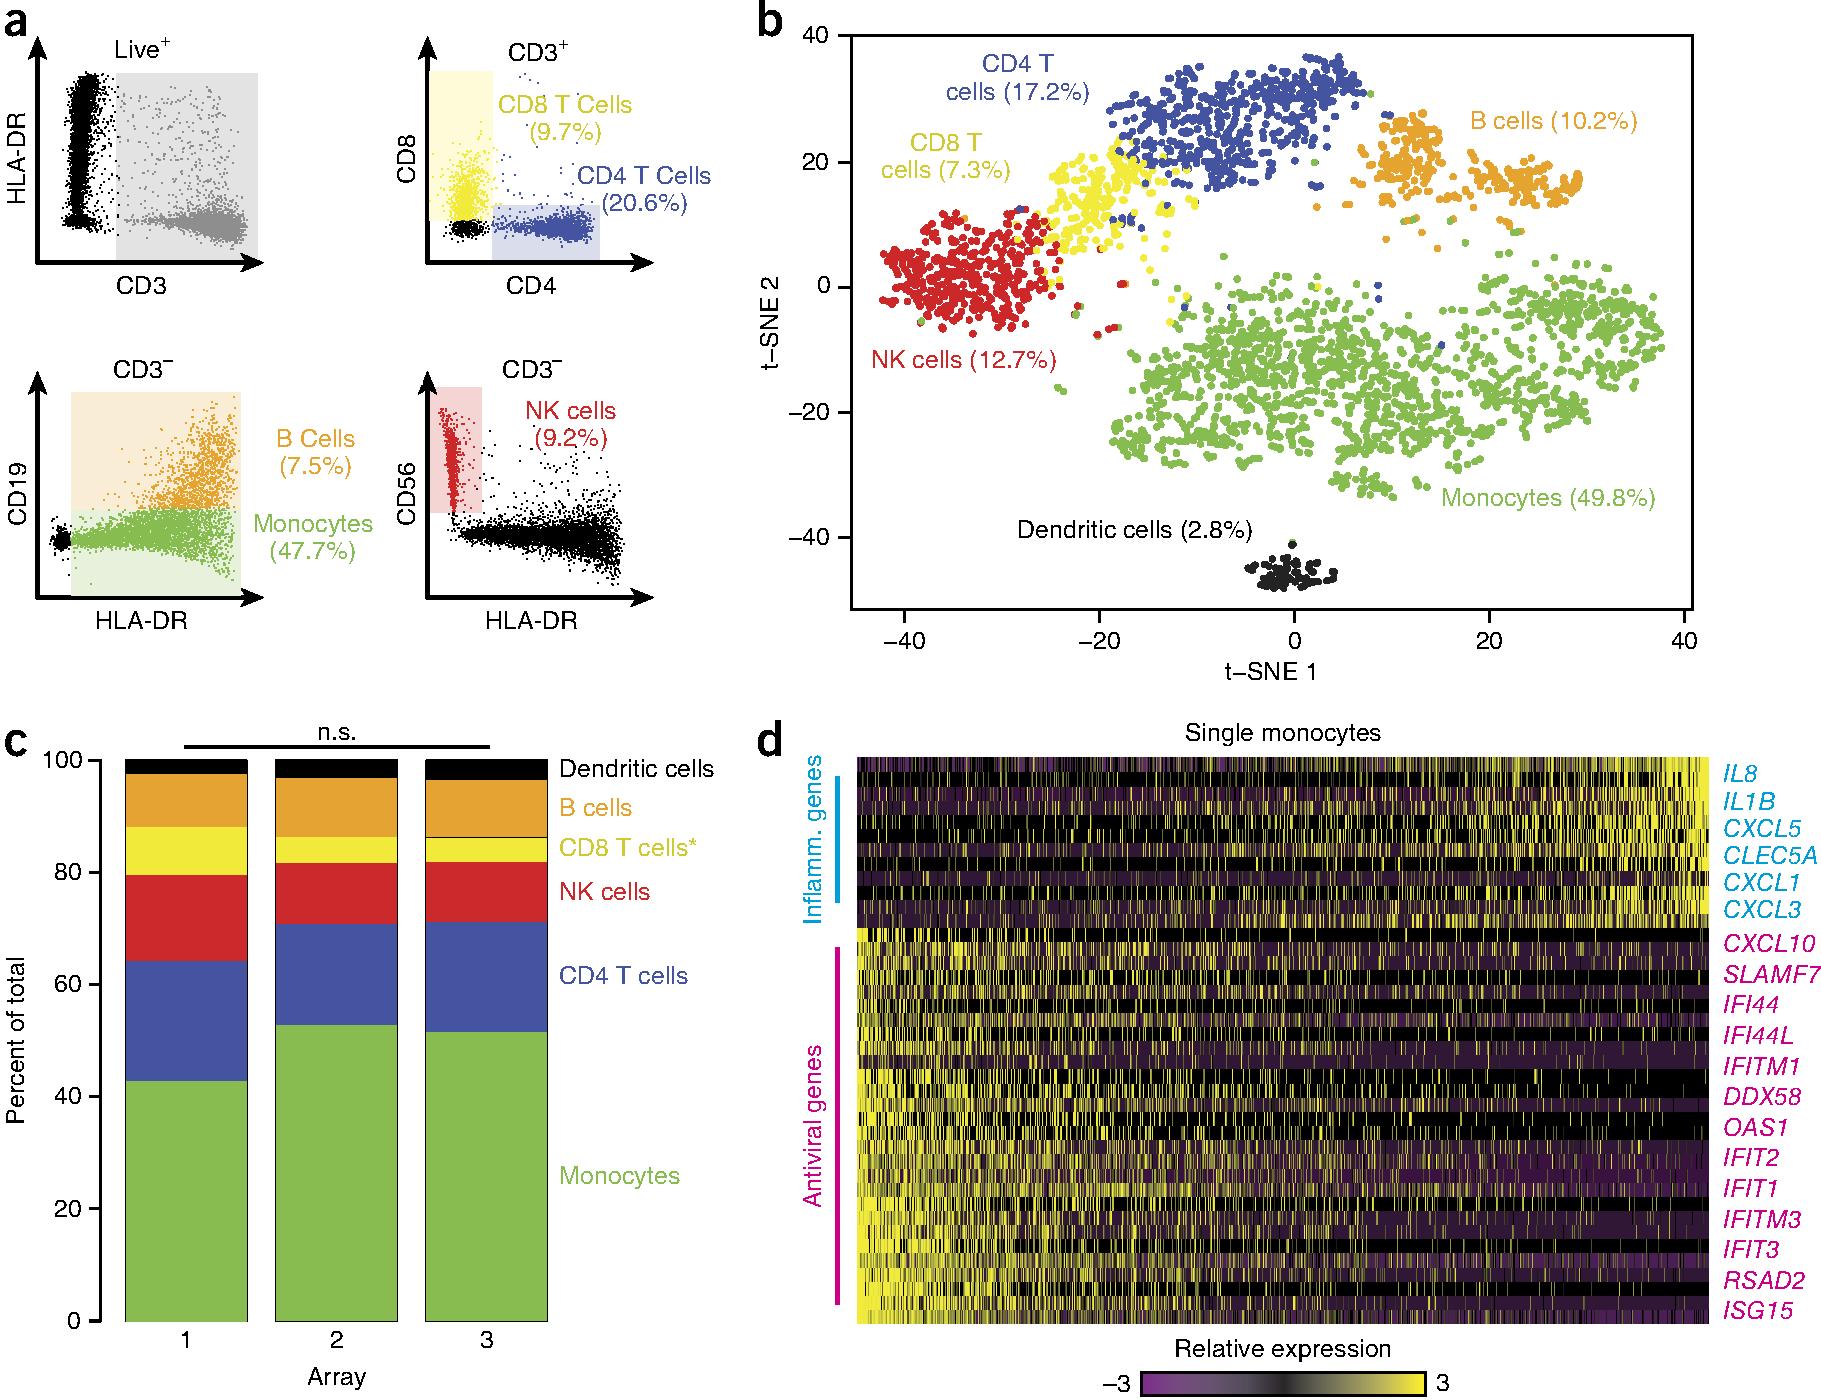 a
Live+
HLA-DR
CD3
CD3+
CD8 T Cells
(9.7%)
CD4 T Cells
(20.6%)
CD8
CD4
CD3−
B Cells
(7.5%)
Monocytes
(47.7%)
CD19
HLA-DR
CD3−
NK cells
(9.2%)
CD56
HLA-DR
b
40
20
0
−20
−40
t−SNE 2
CD4 T
cells (17.2%)
CD8 T
cells (7.3%)
B cells (10.2%)
NK cells (12.7%)
Monocytes (49.8%)
Dendritic cells (2.8%)
−40
−20
0
20
40
t−SNE 1
c
n.s.
100
80
60
40
20
0
Percent of total
Dendritic cells
B cells
CD8 T cells*
NK cells
CD4 T cells
Monocytes
1
2
3
Array
d
Single monocytes
Inflamm. genes
Antiviral genes
IL8
IL1B
CXCL5
CLEC5A
CXCL1
CXCL3
CXCL10
SLAMF7
IFI44
IFI44L
IFITM1
DDX58
OAS1
IFIT2
IFIT1
IFITM3
IFIT3
RSAD2
ISG15
Relative expression
−3
3